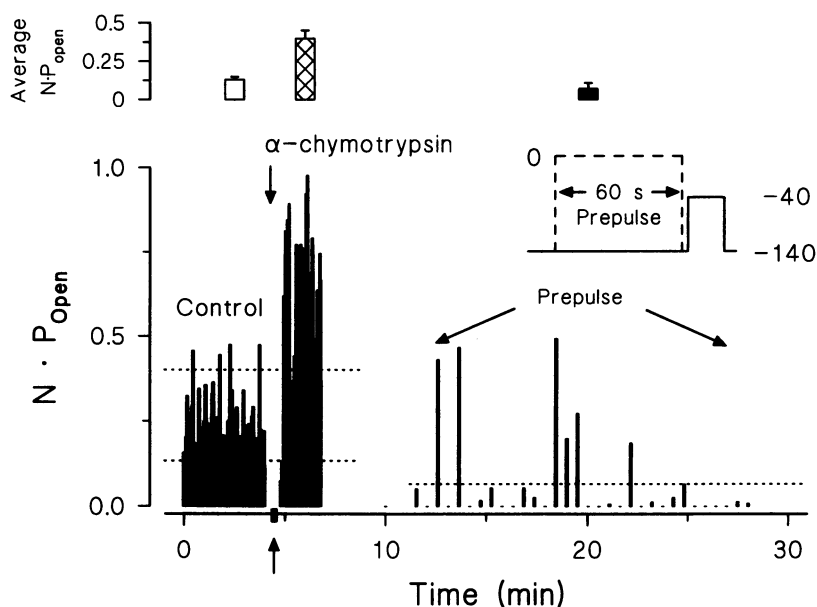 Average
N·P_open
0.5
0.25
0
α-chymotrypsin
0
60 s
Prepulse
-40
-140
N · P_Open
1.0
0.5
0.0
Control
Prepulse
0
10
20
30
Time (min)